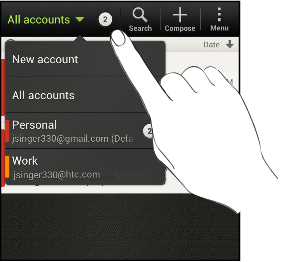 All accounts 2
Search Compose Menu
Date
New account
All accounts
Personal
jsinger330@gmail.com (Defa
2
Work
jsinger330@htc.com